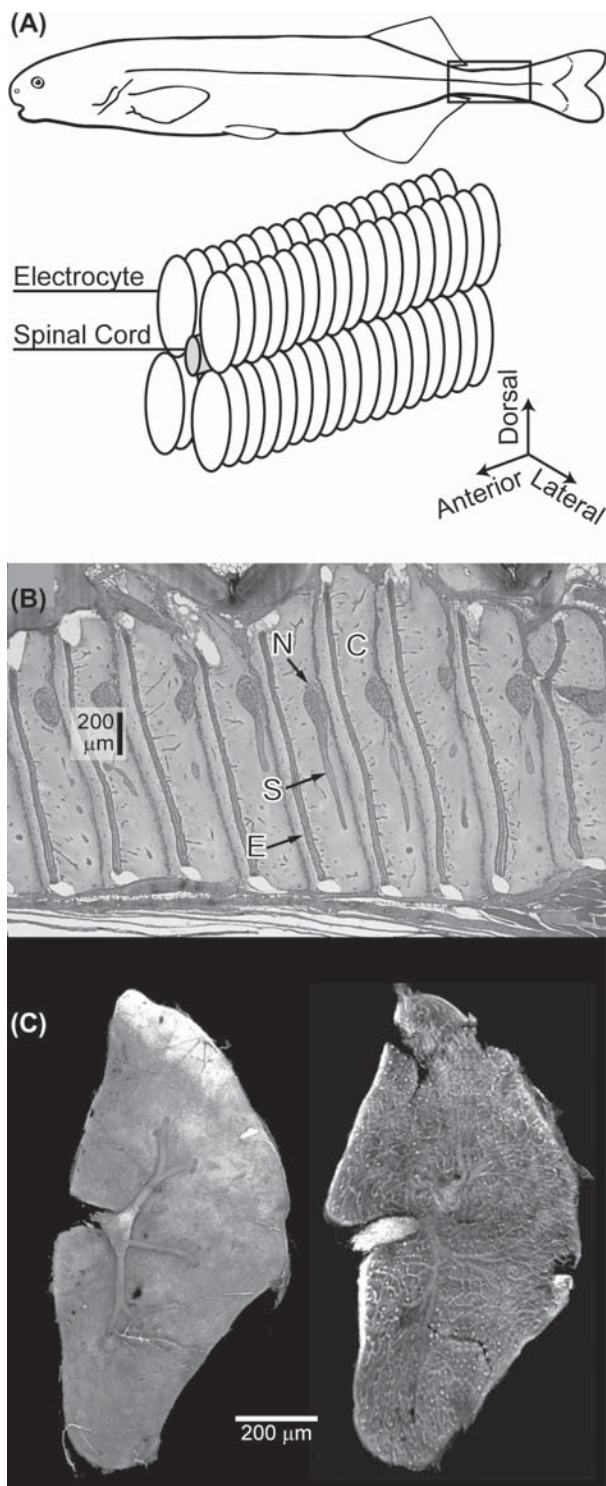 (A)
Electrocyte
Spinal Cord
Dorsal
Anterior
Lateral
(B)
N
C
200
μm
S
E
(C)
200 μm